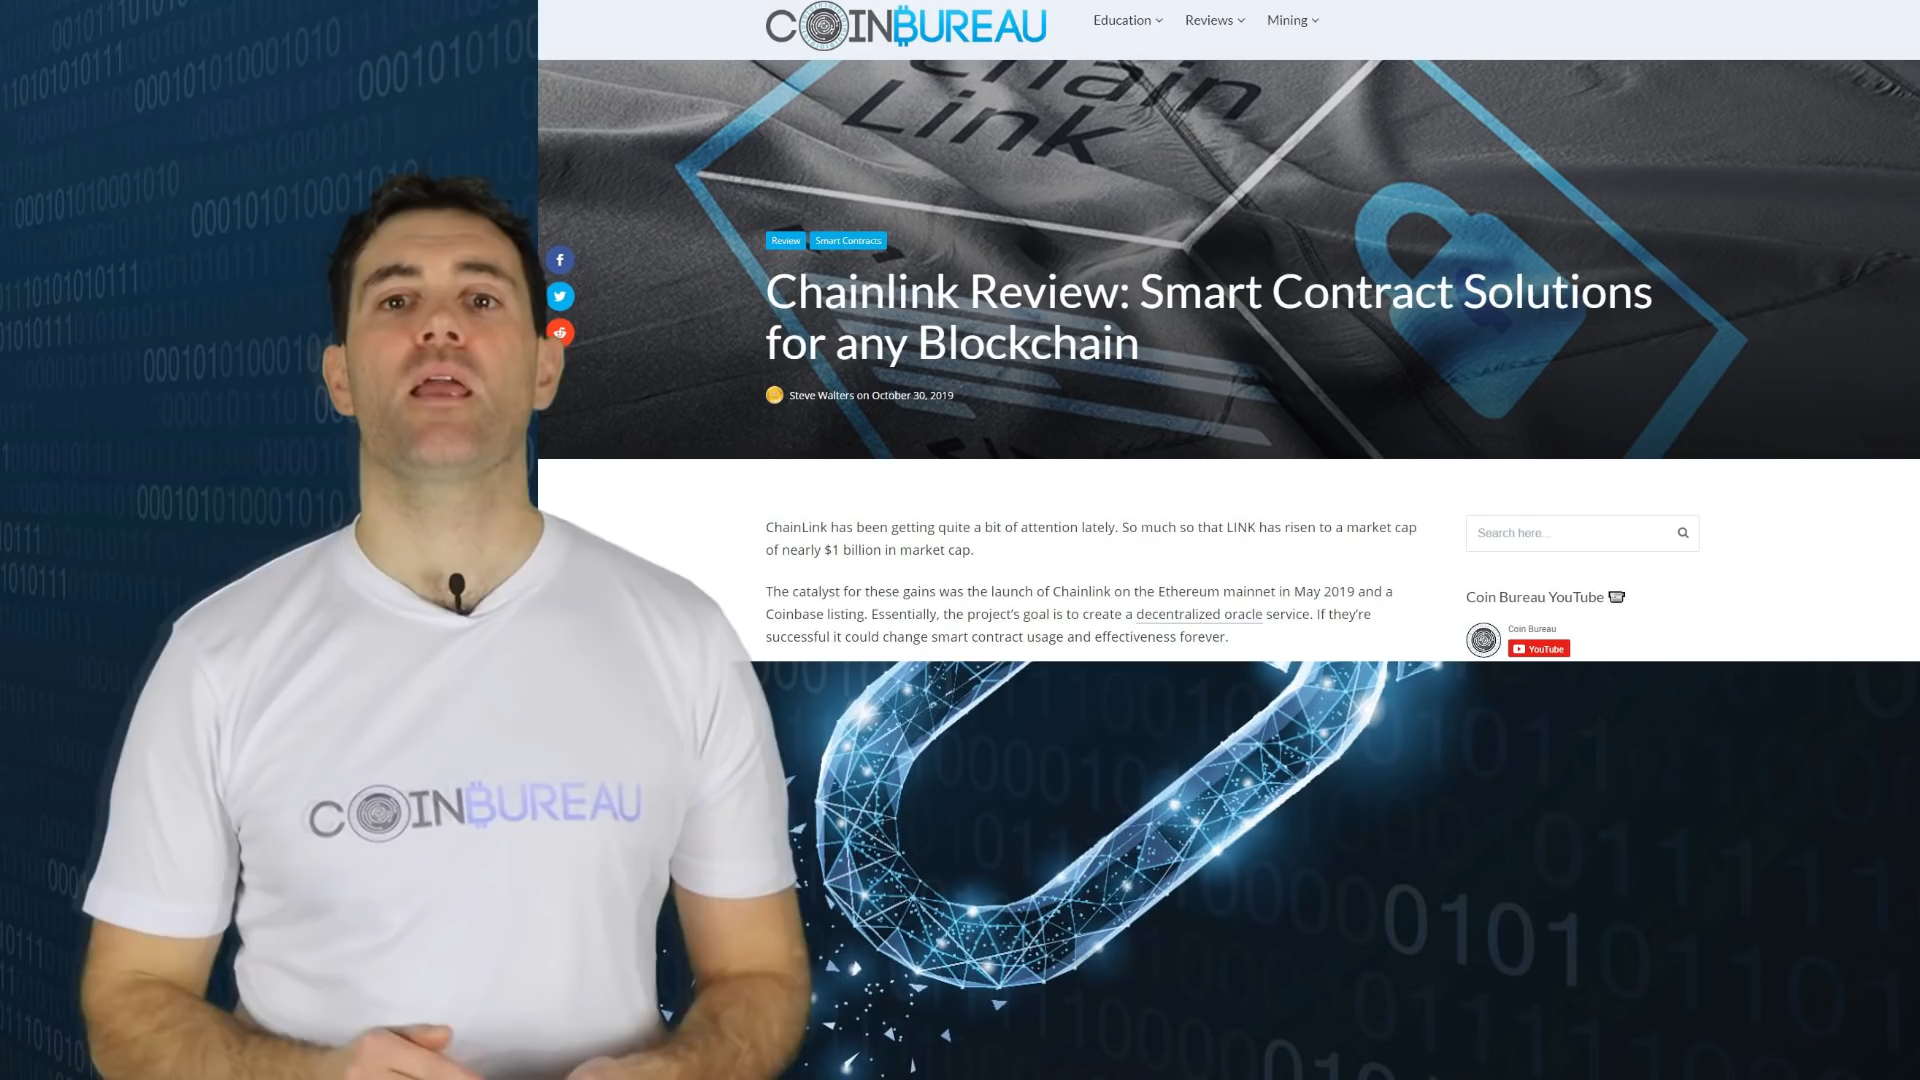 COINBUREAU
Education
Reviews
Mining
Chain
Link
Review
Smart Contracts
Chainlink Review: Smart Contract Solutions
for any Blockchain
Steve Walters on October 30, 2019
ChainLink has been getting quite a bit of attention lately. So much so that LINK has risen to a market cap
of nearly $1 billion in market cap.
The catalyst for these gains was the launch of Chainlink on the Ethereum mainnet in May 2019 and a
Coinbase listing. Essentially, the project's goal is to create a decentralized oracle service. If they're
successful it could change smart contract usage and effectiveness forever.
Search here...
Coin Bureau YouTube
Coin Bureau
YouTube
COINBUREAU